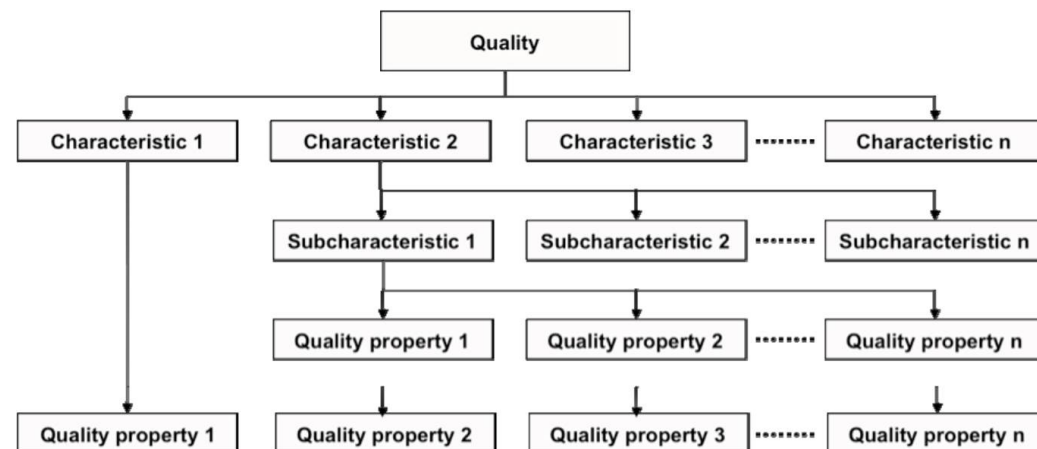 Quality
Characteristic 1
Characteristic 2
Characteristic 3
Characteristic n
Subcharacteristic 1
Subcharacteristic 2
Subcharacteristic n
Quality property 1
Quality property 2
Quality property n
Quality property 1
Quality property 2
Quality property 3
Quality property n